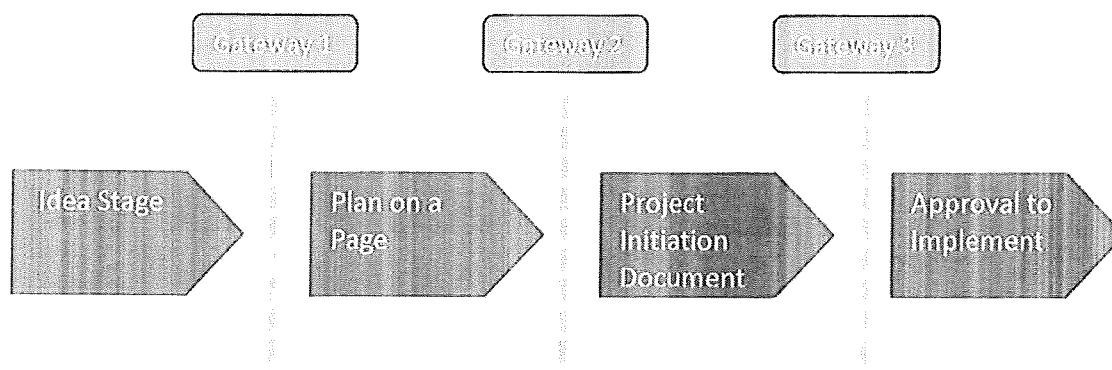 Gateway 1
Gateway 2
Gateway 3
Idea Stage
Plan on a
Page
Project
Initiation
Document
Approval to
Implement